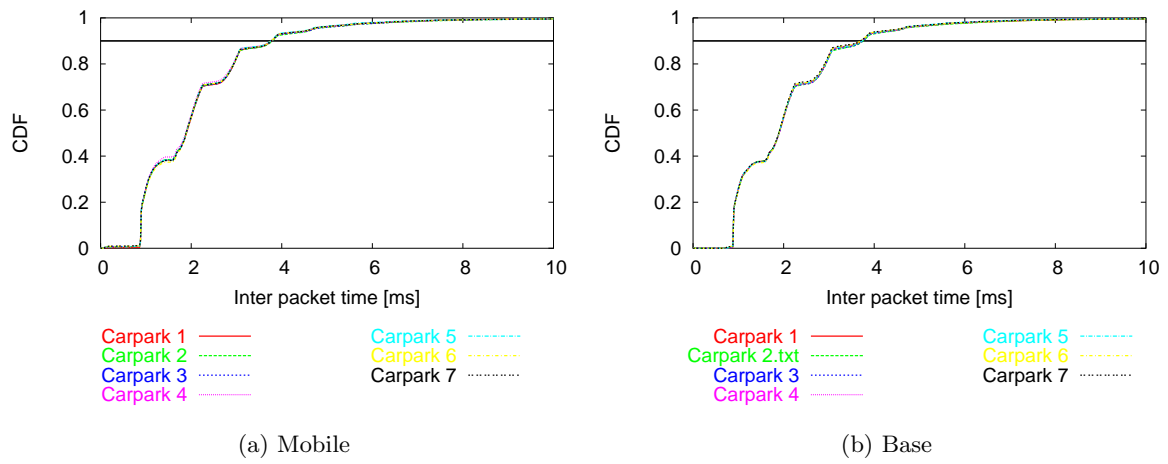 1
0.8
0.6
0.4
0.2
0
CDF
0 2 4 6 8 10
Inter packet time [ms]
Carpark 1
Carpark 2
Carpark 3
Carpark 4
Carpark 5
Carpark 6
Carpark 7
(a) Mobile
1
0.8
0.6
0.4
0.2
0
CDF
0 2 4 6 8 10
Inter packet time [ms]
Carpark 1
Carpark 2.txt
Carpark 3
Carpark 4
Carpark 5
Carpark 6
Carpark 7
(b) Base